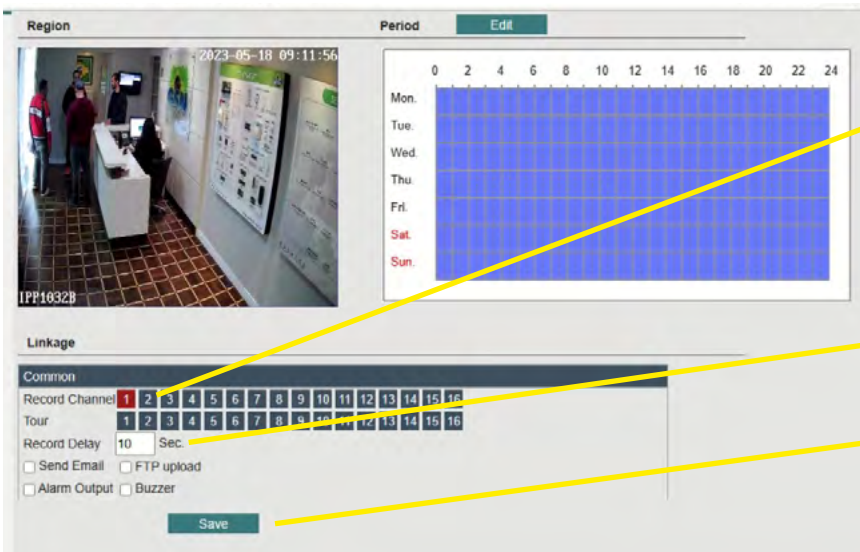 Region
Period Edit
2023-05-18 09:11:56
IPP1032B
0 2 4 6 8 10 12 14 16 18 20 22 24
Mon.
Tue.
Wed.
Thu.
Fri.
Sat.
Sun.
Linkage
Common
Record Channel 1 2 3 4 5 6 7 8 9 10 11 12 13 14 15 16
Tour 1 2 3 4 5 6 7 8 9 10 11 12 13 14 15 16
Record Delay 10 Sec.
Send Email FTP upload
Alarm Output Buzzer
Save